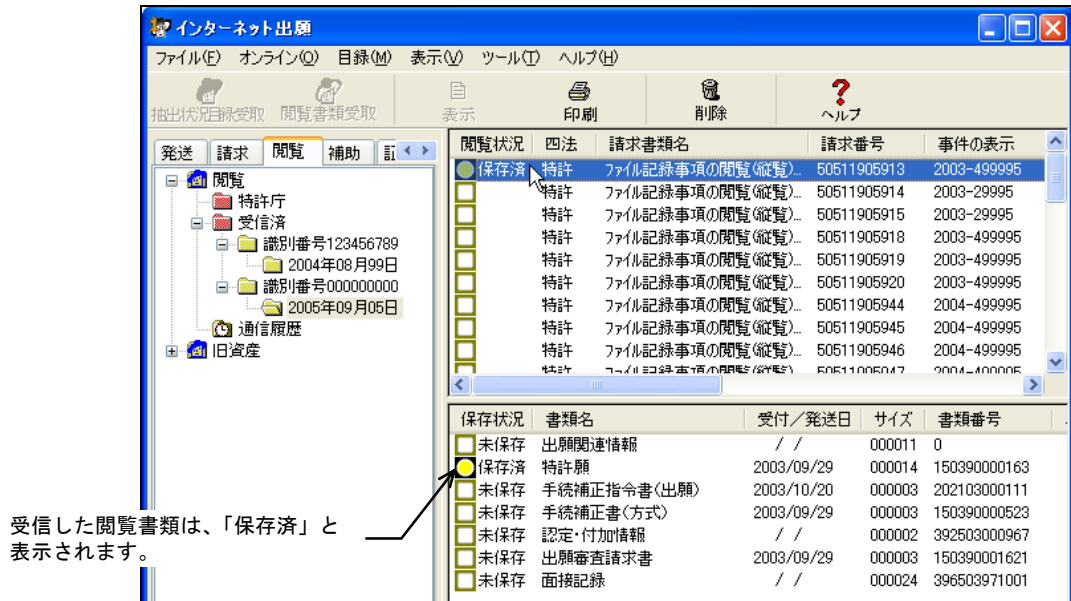 インターネット出願
ファイル(F) オンライン(O) 目録(M) 表示(V) ツール(T) ヘルプ(H)
抽出状況目録受取 閲覧書類受取 表示 印刷 削除 ヘルプ
発送 請求 閲覧 補助
閲覧
特許庁
受信済
識別番号123456789
2004年08月99日
識別番号000000000
2005年09月05日
通信履歴
旧資産
閲覧状況 四法 請求書類名 請求番号 事件の表示
保存済 特許 ファイル記録事項の閲覧(縦覧)... 50511905913 2003-499995
特許 ファイル記録事項の閲覧(縦覧)... 50511905914 2003-29995
特許 ファイル記録事項の閲覧(縦覧)... 50511905915 2003-29995
特許 ファイル記録事項の閲覧(縦覧)... 50511905918 2003-499995
特許 ファイル記録事項の閲覧(縦覧)... 50511905919 2003-499995
特許 ファイル記録事項の閲覧(縦覧)... 50511905920 2003-499995
特許 ファイル記録事項の閲覧(縦覧)... 50511905944 2004-499995
特許 ファイル記録事項の閲覧(縦覧)... 50511905945 2004-499995
特許 ファイル記録事項の閲覧(縦覧)... 50511905946 2004-499995
保存状況 書類名 受付/発送日 サイズ 書類番号
未保存 出願関連情報 / / 000011 0
保存済 特許願 2003/09/29 000014 150390000163
未保存 手続補正指令書(出願) 2003/10/20 000003 202103000111
未保存 手続補正書(方式) 2003/09/29 000003 150390000523
未保存 認定・付加情報 / / 000002 392503000967
未保存 出願審査請求書 2003/09/29 000003 150390001621
未保存 面接記録 / / 000024 396503971001
受信した閲覧書類は、「保存済」と
表示されます。